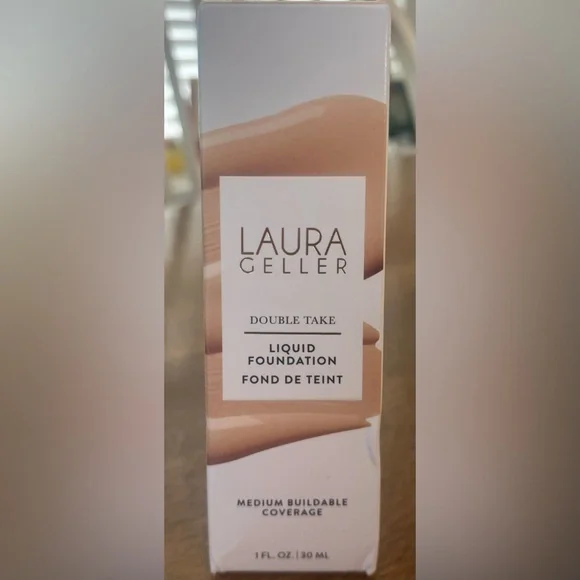 LAURA
GELLER
DOUBLE TAKE
LIQUID
FOUNDATION
FOND DE TEINT
MEDIUM BUILDABLE
COVERAGE
1 FL. OZ. | 30 ML